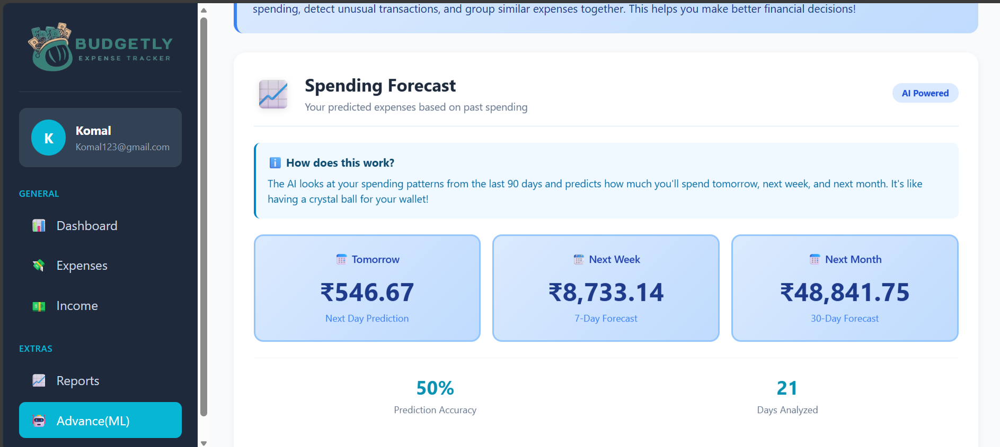 BUDGETLY
EXPENSE TRACKER
K
Komal
Komal123@gmail.com
GENERAL
Dashboard
Expenses
Income
EXTRAS
Reports
Advance(ML)
spending, detect unusual transactions, and group similar expenses together. This helps you make better financial decisions!
Spending Forecast
Your predicted expenses based on past spending
AI Powered
How does this work?
The AI looks at your spending patterns from the last 90 days and predicts how much you'll spend tomorrow, next week, and next month. It's like
having a crystal ball for your wallet!
Tomorrow
₹546.67
Next Day Prediction
Next Week
₹8,733.14
7-Day Forecast
Next Month
₹48,841.75
30-Day Forecast
50%
Prediction Accuracy
21
Days Analyzed